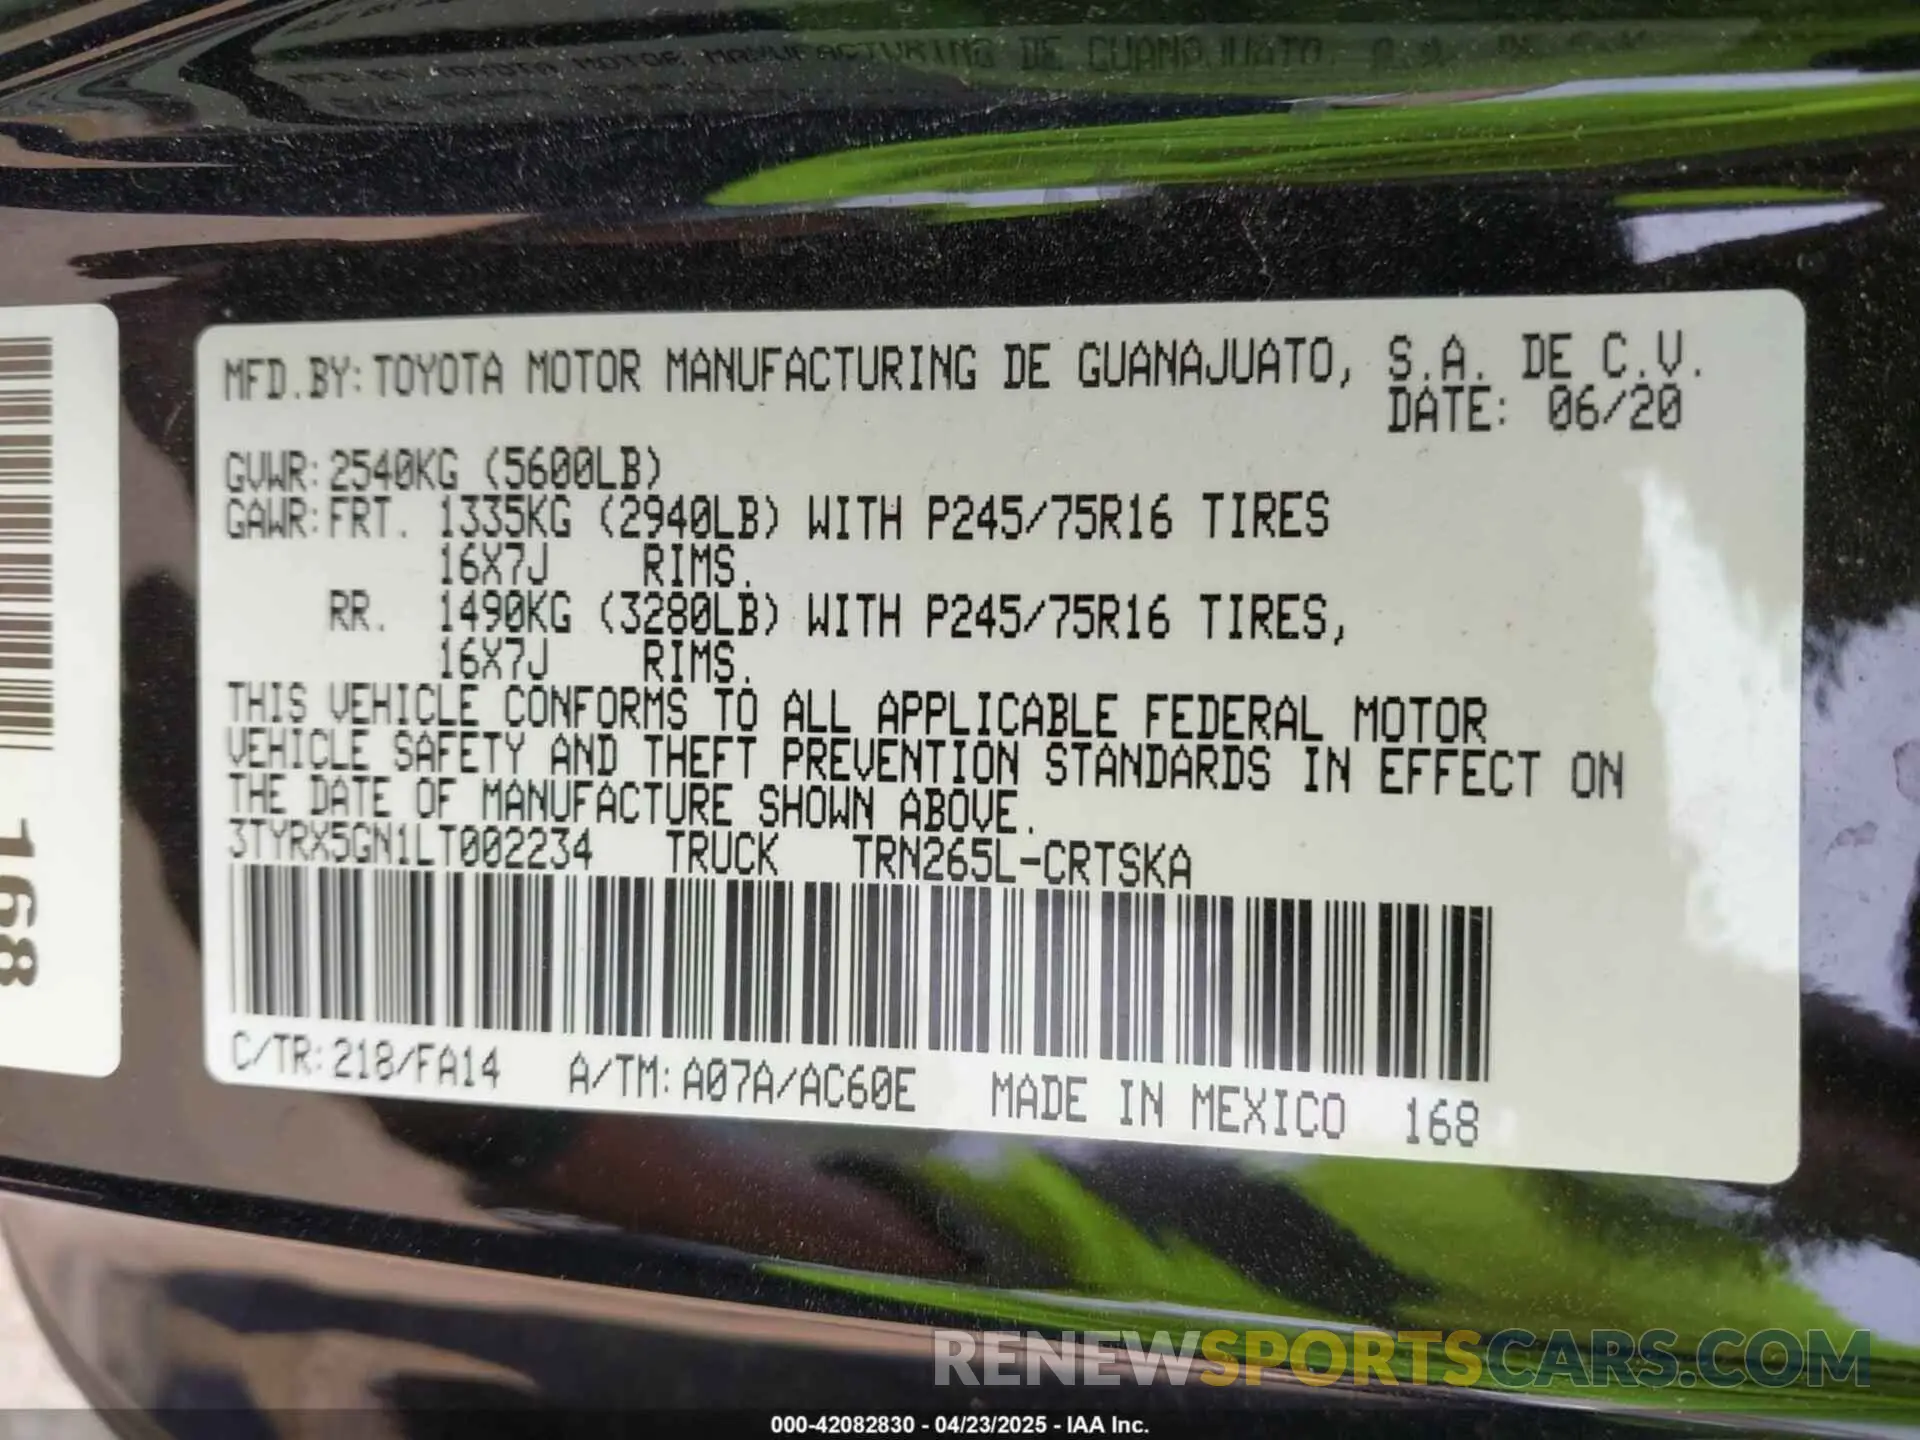 MFD.BY:TOYOTA MOTOR MANUFACTURING DE GUANAJUATO, S.A. DE C.V.
DATE: 06/20
GVWR:2540KG (5600LB)
GAWR:FRT. 1335KG (2940LB) WITH P245/75R16 TIRES
16X7J RIMS.
RR. 1490KG (3280LB) WITH P245/75R16 TIRES,
16X7J RIMS.
THIS VEHICLE CONFORMS TO ALL APPLICABLE FEDERAL MOTOR
VEHICLE SAFETY AND THEFT PREVENTION STANDARDS IN EFFECT ON
THE DATE OF MANUFACTURE SHOWN ABOVE.
3TYRX5GN1LT002234 TRUCK TRN265L-CRTSKA
C/TR:218/FA14 A/TM:A07A/AC60E MADE IN MEXICO 168
168
RENEWSPORTSCARS.COM
000-42082830 - 04/23/2025 - IAA Inc.